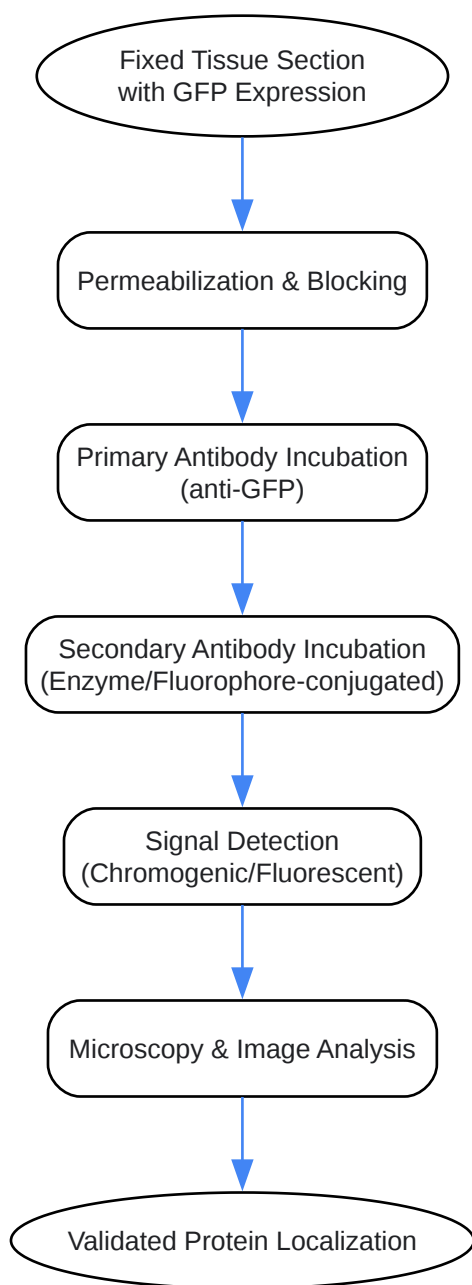 Fixed Tissue Section
with GFP Expression
Permeabilization & Blocking
Primary Antibody Incubation
(anti-GFP)
Secondary Antibody Incubation
(Enzyme/Fluorophore-conjugated)
Signal Detection
(Chromogenic/Fluorescent)
Microscopy & Image Analysis
Validated Protein Localization